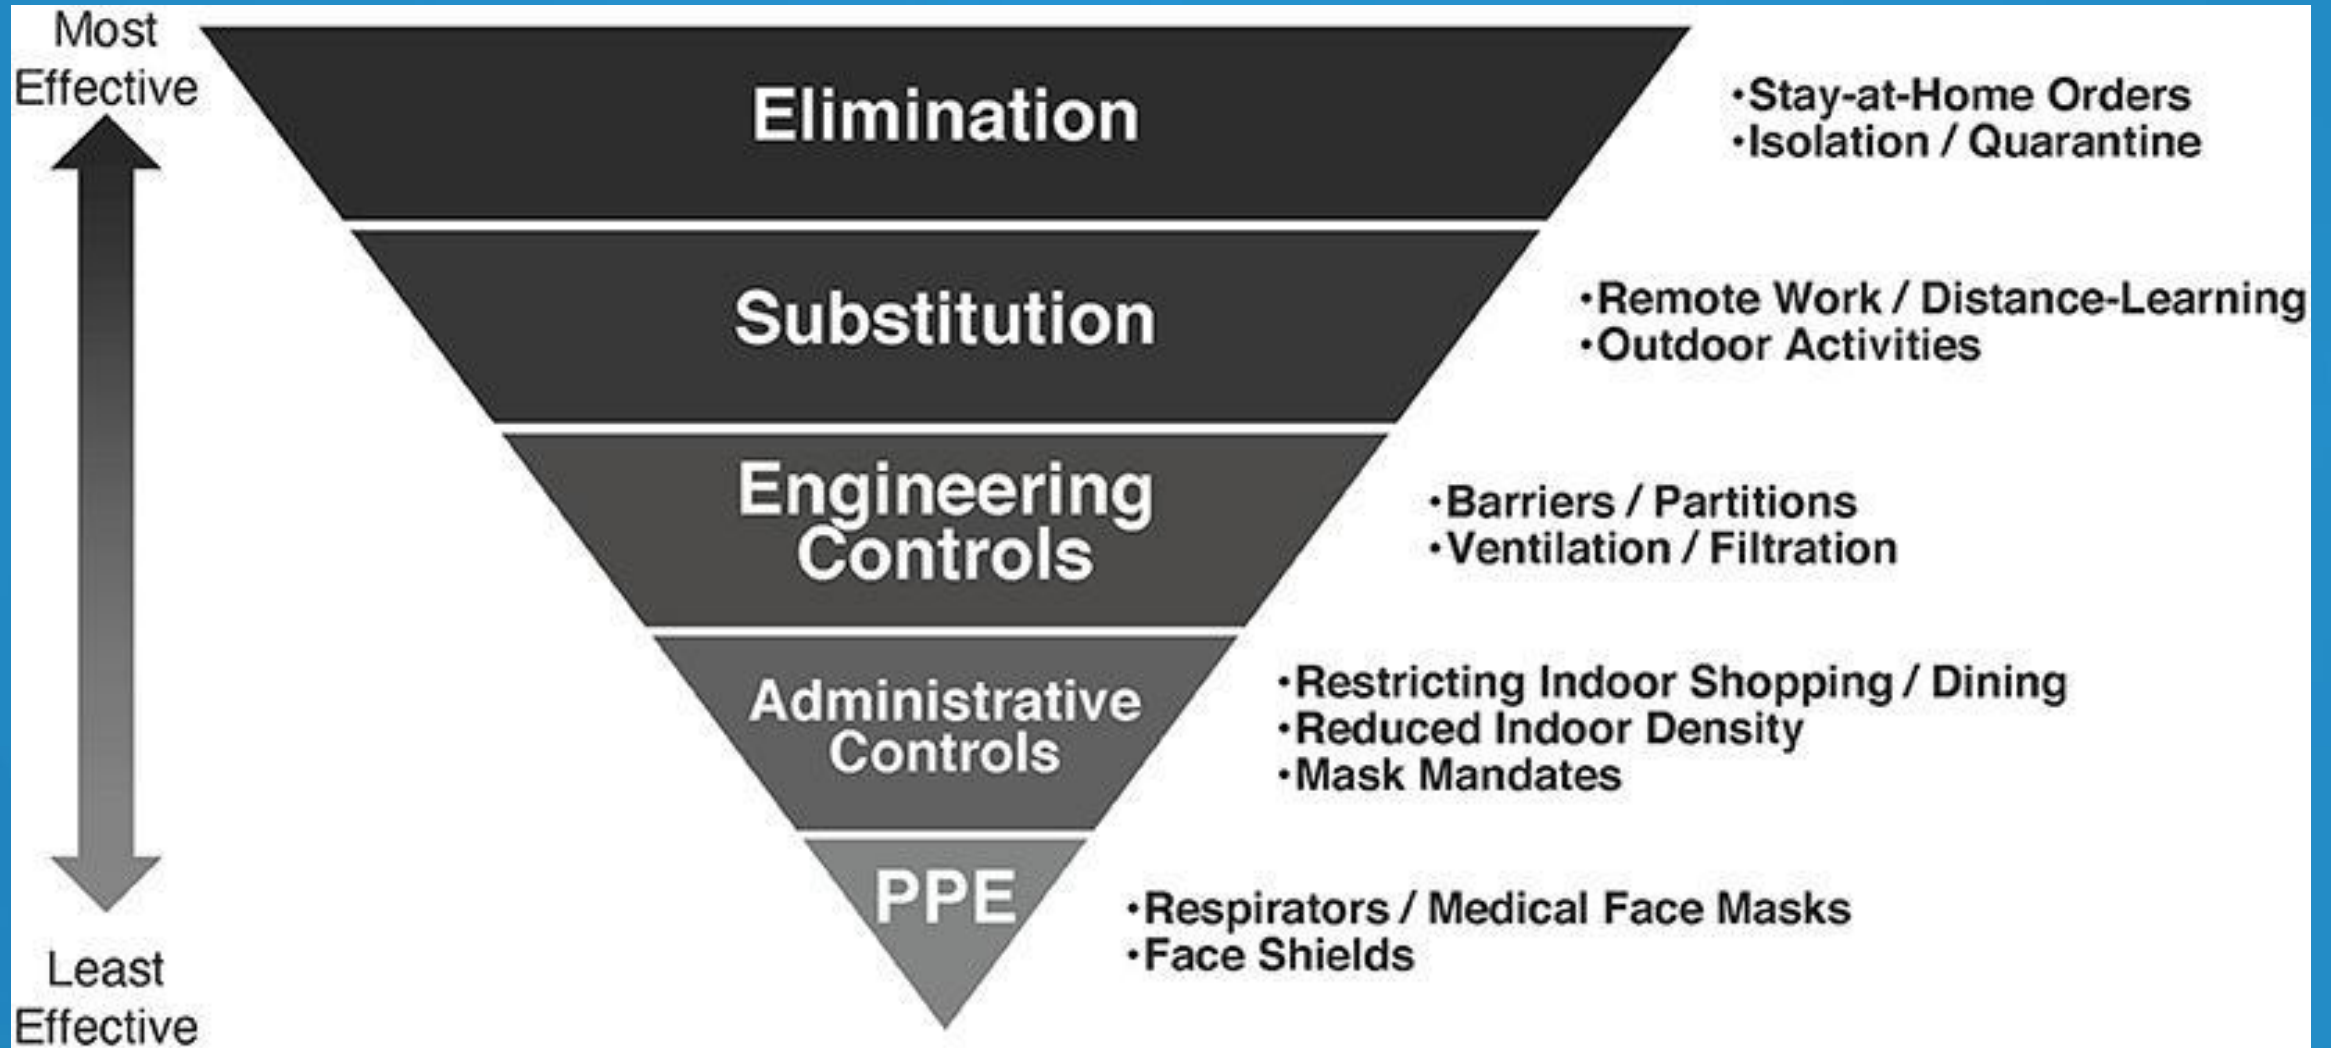 Most
Effective
Elimination
•Stay-at-Home Orders
•Isolation / Quarantine
Substitution
•Remote Work / Distance-Learning
•Outdoor Activities
Engineering
Controls
•Barriers / Partitions
•Ventilation / Filtration
Administrative
Controls
•Restricting Indoor Shopping / Dining
•Reduced Indoor Density
•Mask Mandates
PPE
•Respirators / Medical Face Masks
•Face Shields
Least
Effective